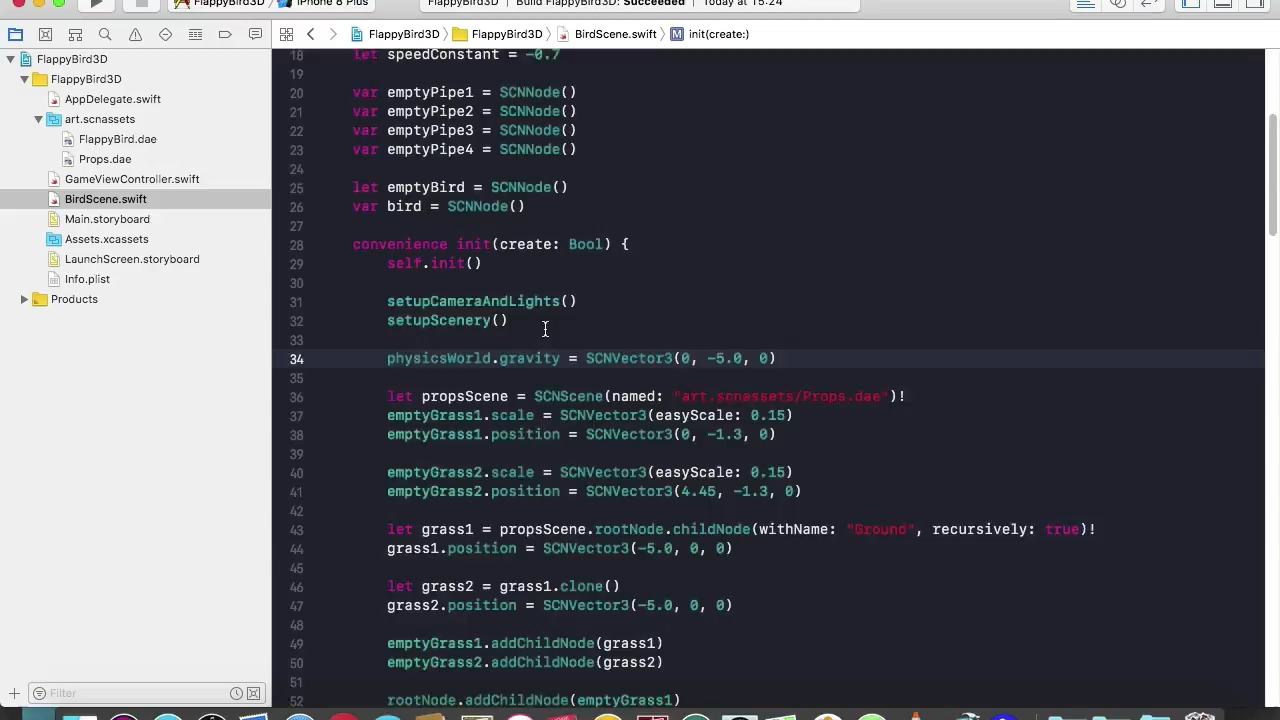 FlappyBird3D
iPhone 8 Plus
FlappyBird3D | Build FlappyBird3D: Succeeded | Today at 15:24
FlappyBird3D FlappyBird3D BirdScene.swift M init(create:)
FlappyBird3D
FlappyBird3D
AppDelegate.swift
art.scnassets
FlappyBird.dae
Props.dae
GameViewController.swift
BirdScene.swift
Main.storyboard
Assets.xcassets
LaunchScreen.storyboard
Info.plist
Products
Filter
18 let speedConstant = -0.7
19
20 var emptyPipe1 = SCNNode()
21 var emptyPipe2 = SCNNode()
22 var emptyPipe3 = SCNNode()
23 var emptyPipe4 = SCNNode()
24
25 let emptyBird = SCNNode()
26 var bird = SCNNode()
27
28 convenience init(create: Bool) {
29 self.init()
30
31 setupCameraAndLights()
32 setupScenery()
33
34 physicsWorld.gravity = SCNVector3(0, -5.0, 0)
35
36 let propsScene = SCNScene(named: "art.scnassets/Props.dae")!
37 emptyGrass1.scale = SCNVector3(easyScale: 0.15)
38 emptyGrass1.position = SCNVector3(0, -1.3, 0)
39
40 emptyGrass2.scale = SCNVector3(easyScale: 0.15)
41 emptyGrass2.position = SCNVector3(4.45, -1.3, 0)
42
43 let grass1 = propsScene.rootNode.childNode(withName: "Ground", recursively: true)!
44 grass1.position = SCNVector3(-5.0, 0, 0)
45
46 let grass2 = grass1.clone()
47 grass2.position = SCNVector3(-5.0, 0, 0)
48
49 emptyGrass1.addChildNode(grass1)
50 emptyGrass2.addChildNode(grass2)
51
52 rootNode.addChildNode(emptyGrass1)